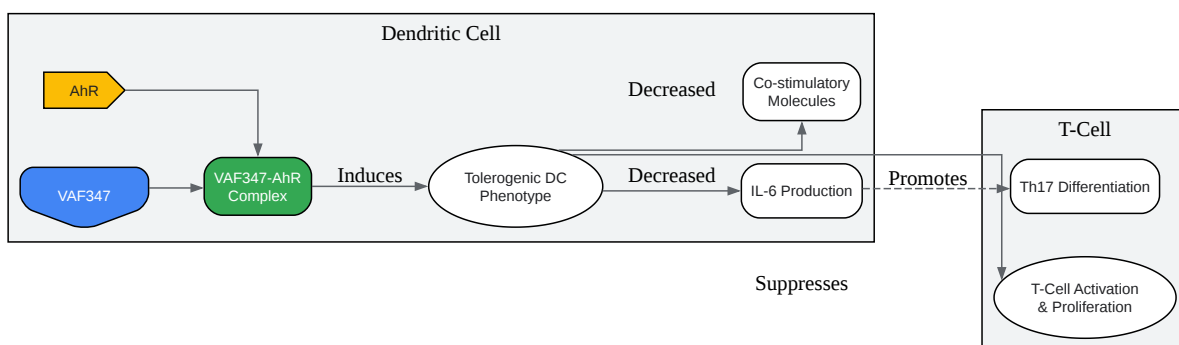 Dendritic Cell
AhR
Decreased
Co-stimulatory
Molecules
T-Cell
VAF347
VAF347-AhR
Complex
Induces
Tolerogenic DC
Phenotype
Decreased
IL-6 Production
Promotes
Th17 Differentiation
Suppresses
T-Cell Activation
& Proliferation